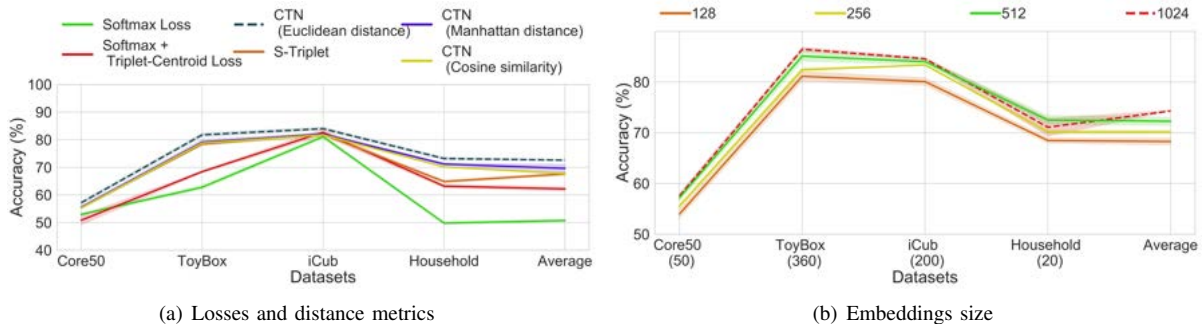 Softmax Loss
Softmax +
Triplet-Centroid Loss
CTN
(Euclidean distance)
S-Triplet
CTN
(Manhattan distance)
CTN
(Cosine similarity)
100
90
80
70
60
50
40
Accuracy (%)
Core50 ToyBox iCub Household Average
Datasets
(a) Losses and distance metrics
128 256 512 1024
80
70
60
50
Accuracy (%)
Core50 ToyBox iCub Household Average
(50) (360) (200) (20)
Datasets
(b) Embeddings size